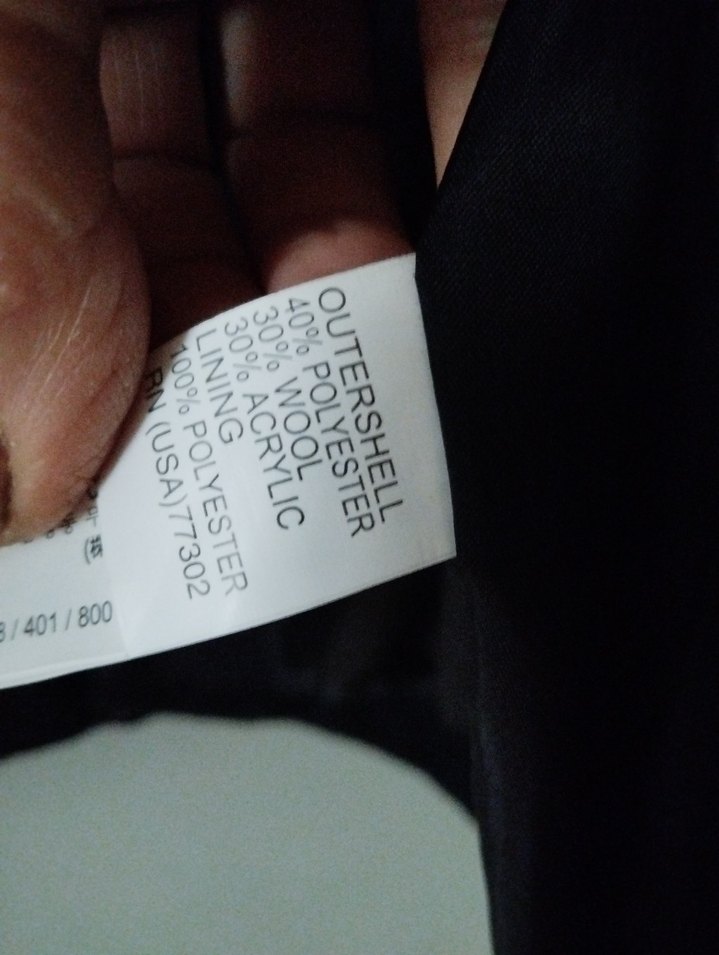 OUTERSHELL
40% POLYESTER
30% WOOL
30% ACRYLIC
LINING
100% POLYESTER
RN (USA)77302
/ 401 / 800